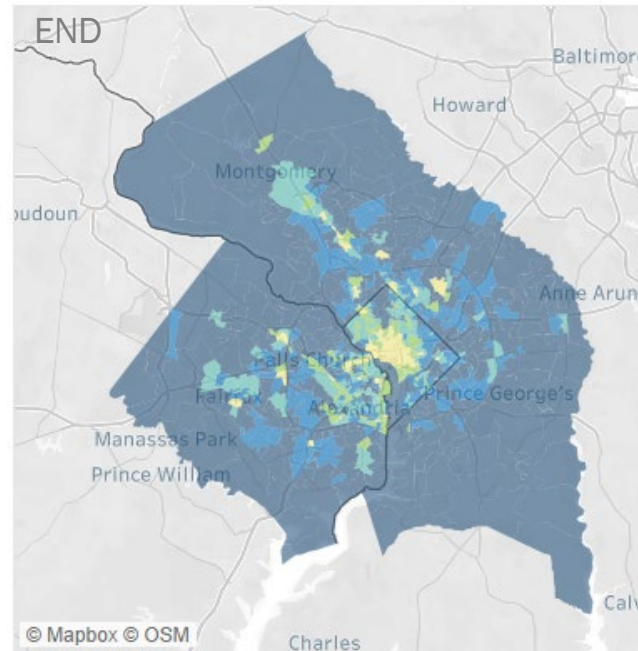 END
Baltimore
Howard
Montgomery
oudoun
Anne Arun
Falls Church
Fairfax
Prince George's
Alexandria
Manassas Park
Prince William
Calv
© Mapbox © OSM
Charles